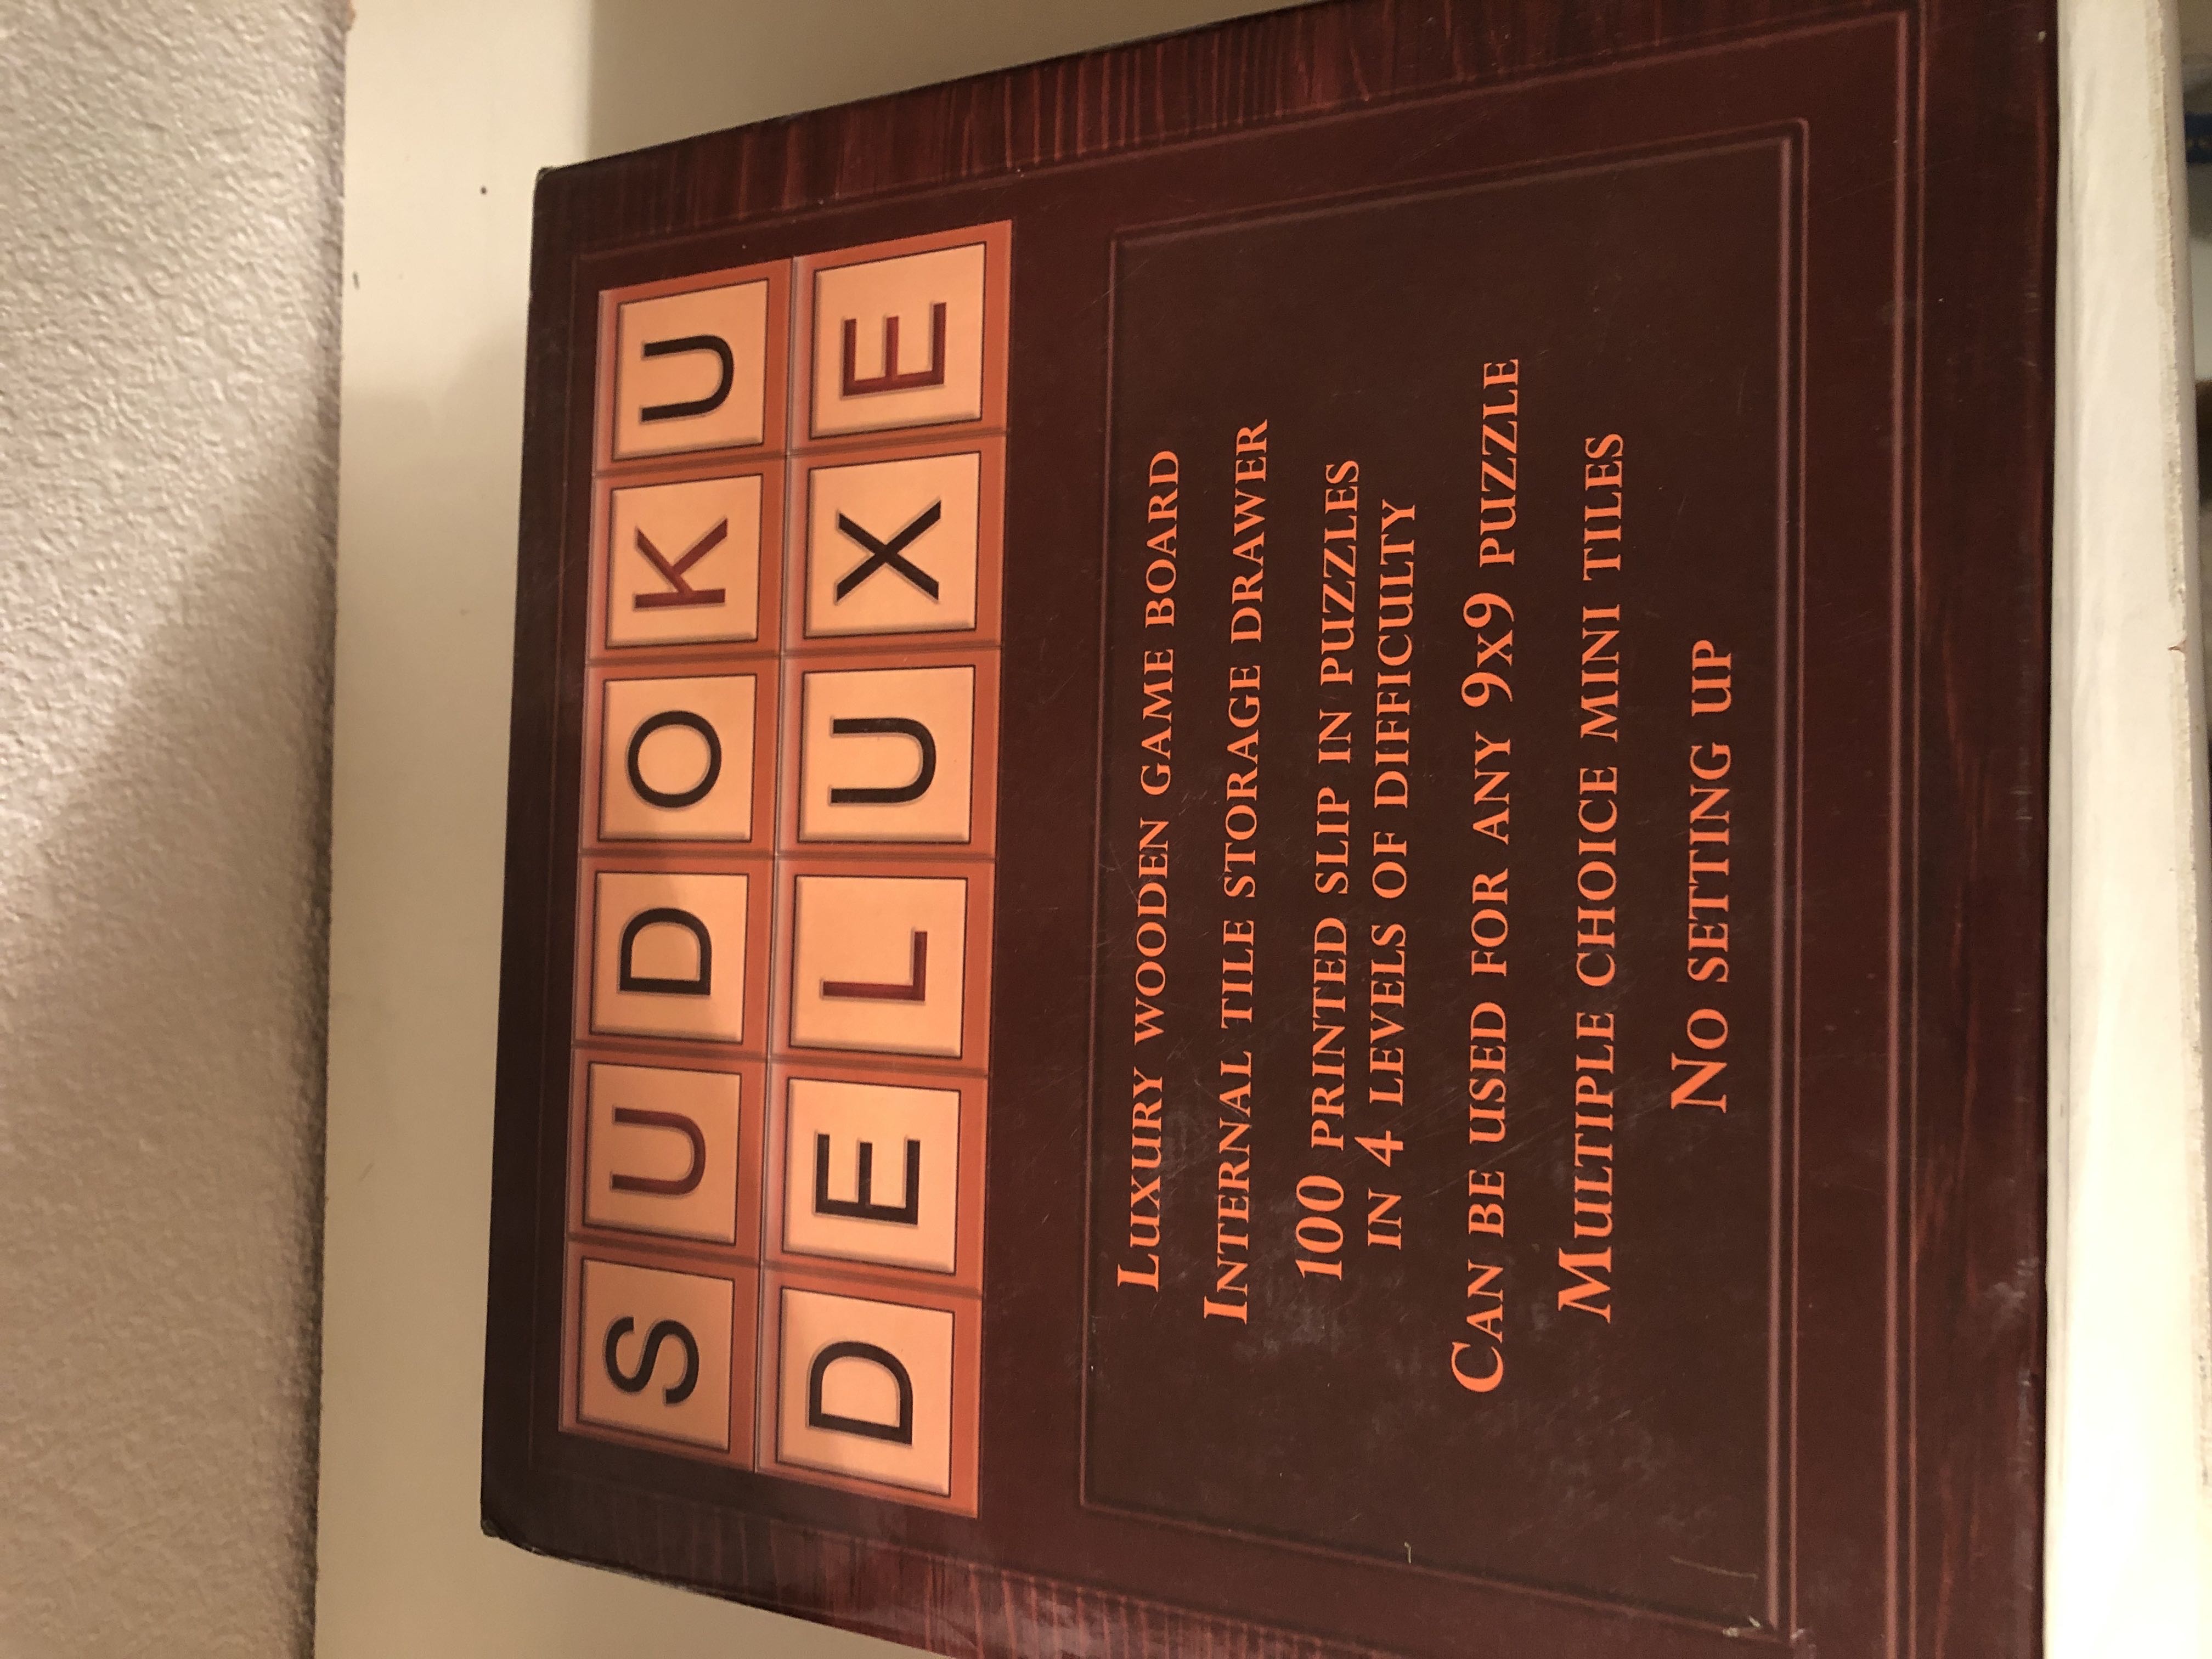 SUDOKU
DELUXE
LUXURY WOODEN GAME BOARD
INTERNAL TILE STORAGE DRAWER
100 PRINTED SLIP IN PUZZLES
IN 4 LEVELS OF DIFFICULTY
CAN BE USED FOR ANY 9X9 PUZZLE
MULTIPLE CHOICE MINI TILES
NO SETTING UP